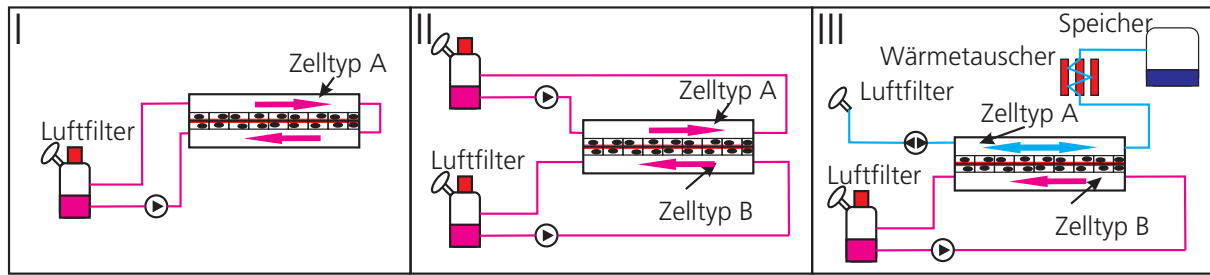 I
Zelltyp A
Luftfilter
II
Zelltyp A
Luftfilter
Zelltyp B
III
Speicher
Wärmetauscher
Luftfilter
Zelltyp A
Luftfilter
Zelltyp B